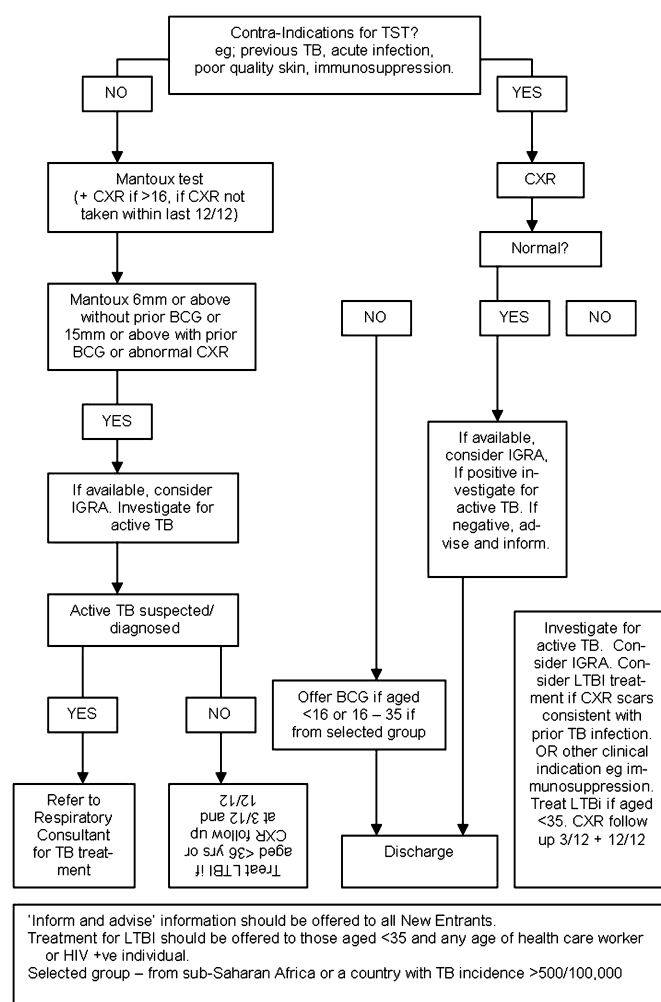 Contra-Indications for TST?
eg; previous TB, acute infection,
poor quality skin, immunosuppression.
NO
YES
Mantoux test
(+ CXR if >16, if CXR not
taken within last 12/12)
CXR
Normal?
Mantoux 6mm or above
without prior BCG or
15mm or above with prior
BCG or abnormal CXR
NO
YES
NO
YES
If available,
consider IGRA,
If positive in-
vestigate for
active TB. If
negative, ad-
vise and inform.
If available, consider
IGRA. Investigate for
active TB
Active TB suspected/
diagnosed
Investigate for
active TB. Con-
sider IGRA. Con-
sider LTBI treat-
ment if CXR scars
consistent with
prior TB infection.
OR other clinical
indication eg im-
munosuppression.
Treat LTBi if aged
<35. CXR follow
up 3/12 + 12/12
YES
NO
Offer BCG if aged
<16 or 16 – 35 if
from selected group
Refer to
Respiratory
Consultant
for TB treat-
ment
Treat LTBI if
aged <36 yrs or
CXR follow up
at 3/12 and
12/12
Discharge
'Inform and advise' information should be offered to all New Entrants.
Treatment for LTBI should be offered to those aged <35 and any age of health care worker
or HIV +ve individual.
Selected group – from sub-Saharan Africa or a country with TB incidence >500/100,000